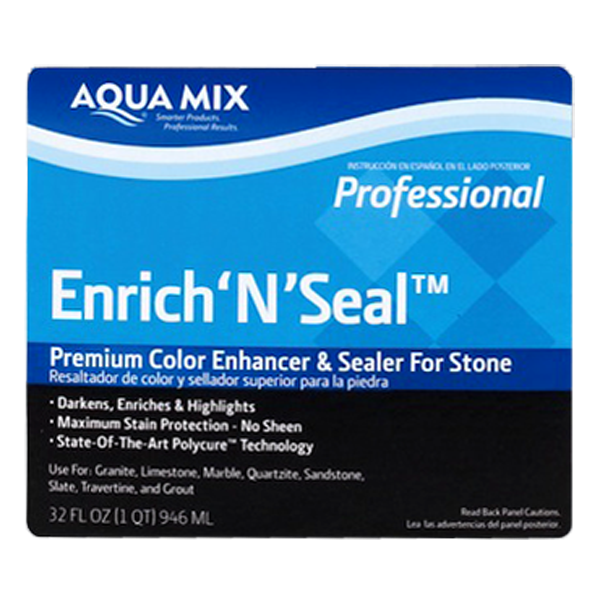 AQUA MIX
®
Smarter Products.
Professional Results.
INSTRUCCIÓN EN ESPAÑOL EN EL LADO POSTERIOR
Professional
Enrich‘N’Seal™
Premium Color Enhancer & Sealer For Stone
Resaltador de color y sellador superior para la piedra
• Darkens, Enriches & Highlights
• Maximum Stain Protection - No Sheen
• State-Of-The-Art Polycure™ Technology
Use For: Granite, Limestone, Marble, Quartzite, Sandstone,
Slate, Travertine, and Grout
32 FL OZ (1 QT) 946 ML
Read Back Panel Cautions.
Lea las advertencias del panel posterior.